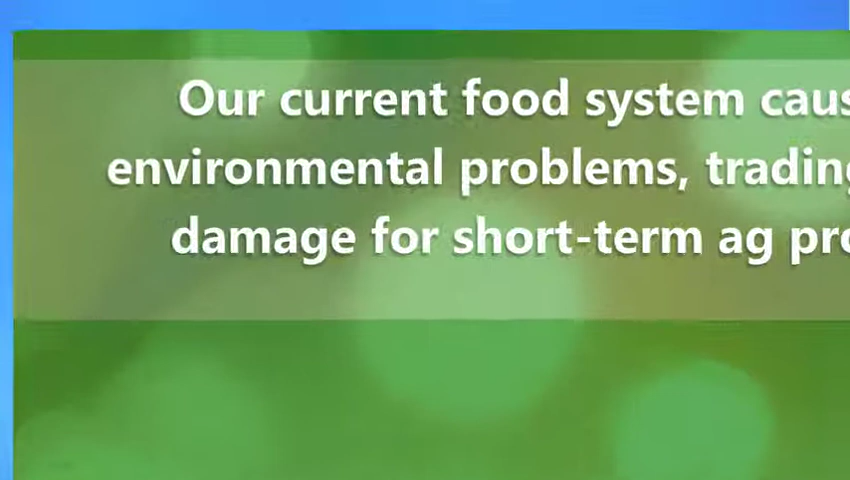 Our current food system caus
environmental problems, trading
damage for short-term ag pro